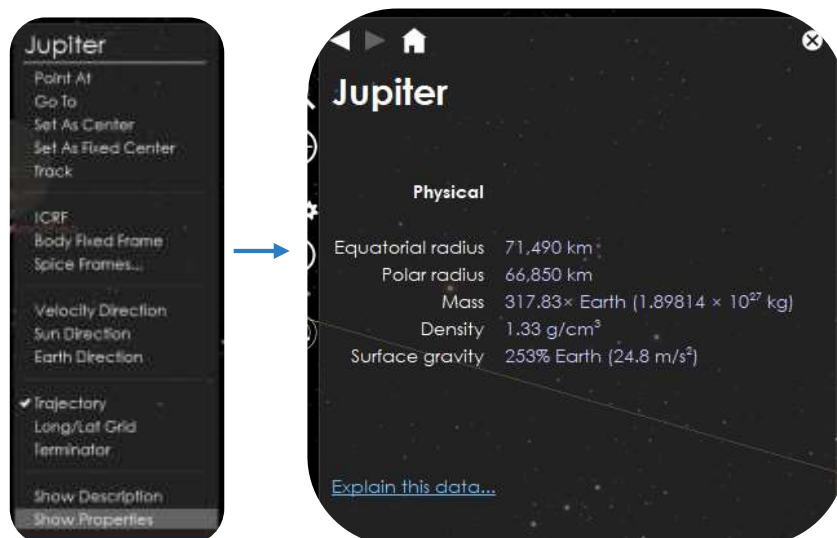 Jupiter
Point At
Go To
Set As Center
Set As Fixed Center
Track
ICRF
Body Fixed Frame
Spice Frames...
Velocity Direction
Sun Direction
Earth Direction
Trajectory
Long/Lat Grid
Terminator
Show Description
Show Properties
Jupiter
Physical
Equatorial radius 71,490 km
Polar radius 66,850 km
Mass 317.83× Earth (1.89814 × 10²⁷ kg)
Density 1.33 g/cm³
Surface gravity 253% Earth (24.8 m/s²)
Explain this data...